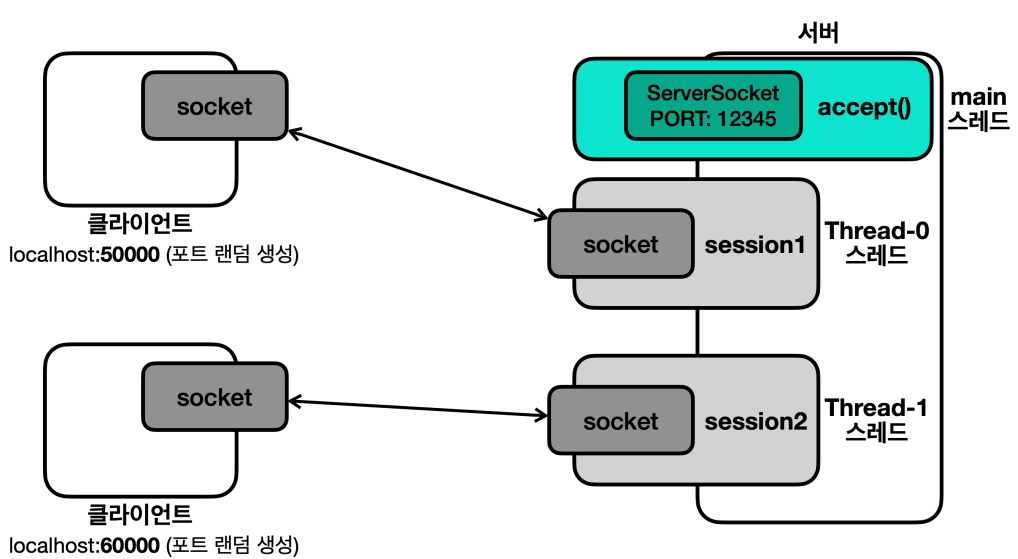 서버
socket
ServerSocket
PORT: 12345
accept()
main
스레드
클라이언트
localhost:50000 (포트 랜덤 생성)
socket
session1
Thread-0
스레드
socket
socket
session2
Thread-1
스레드
클라이언트
localhost:60000 (포트 랜덤 생성)